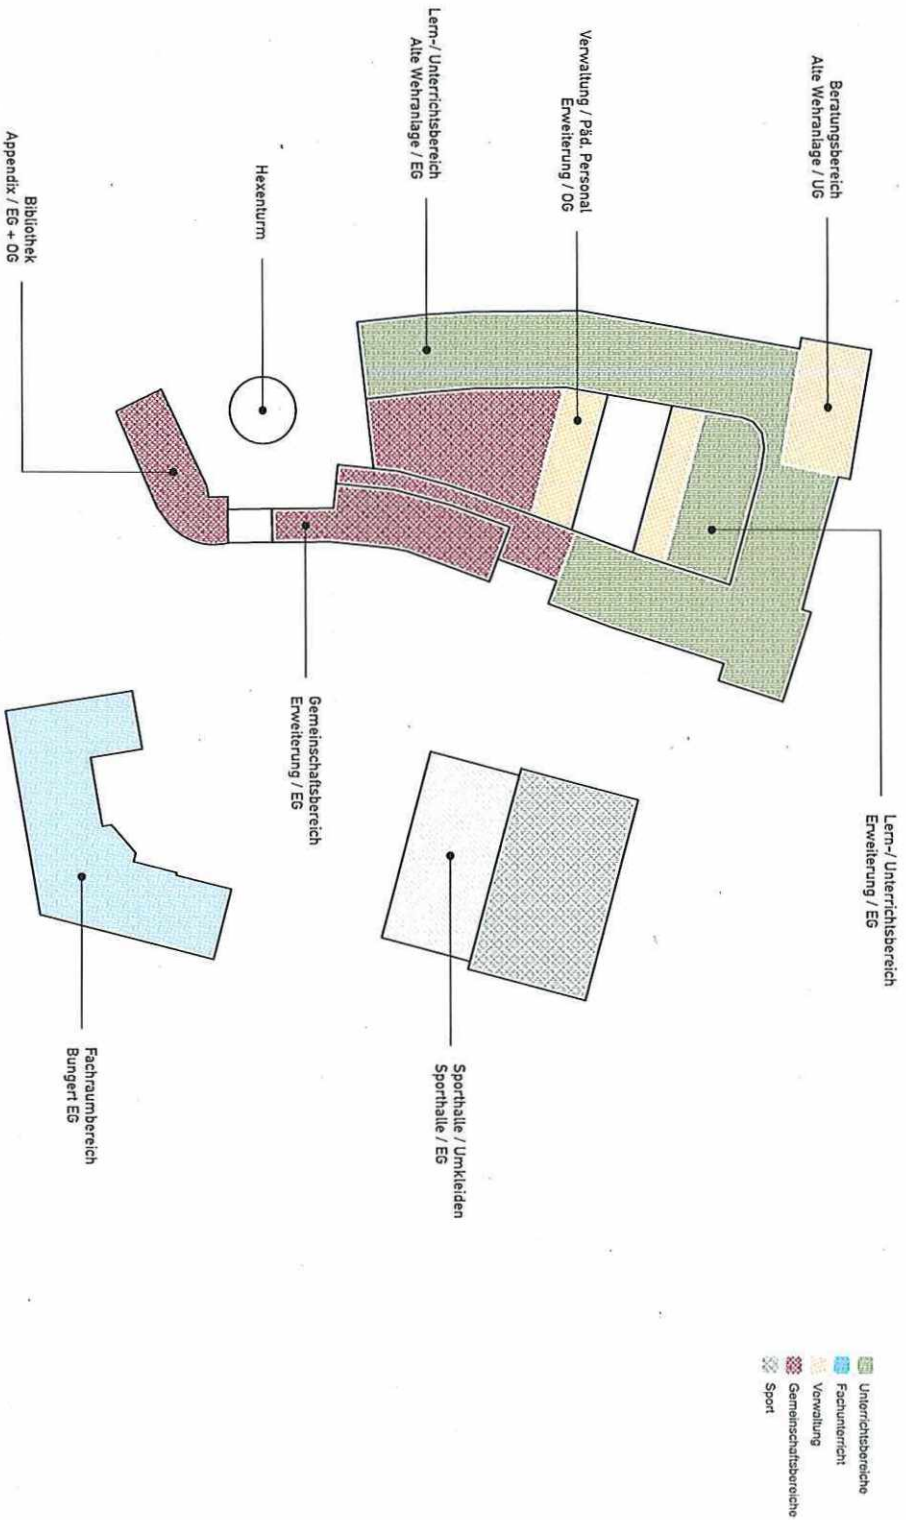 Beratungsbereich
Alte Wehranlage / UG
Verwaltung / Päd. Personal
Erweiterung / OG
Lern-/ Unterrichtsbereich
Alte Wehranlage / EG
Hexenturm
Bibliothek
Appendix / EG + OG
Lern-/ Unterrichtsbereich
Erweiterung / EG
Gemeinschaftsbereich
Erweiterung / EG
Sporthalle / Umkleiden
Sporthalle / EG
Fachraumbereich
Bungert EG
Unterrichtsbereiche
Fachunterricht
Verwaltung
Gemeinschaftsbereiche
Sport